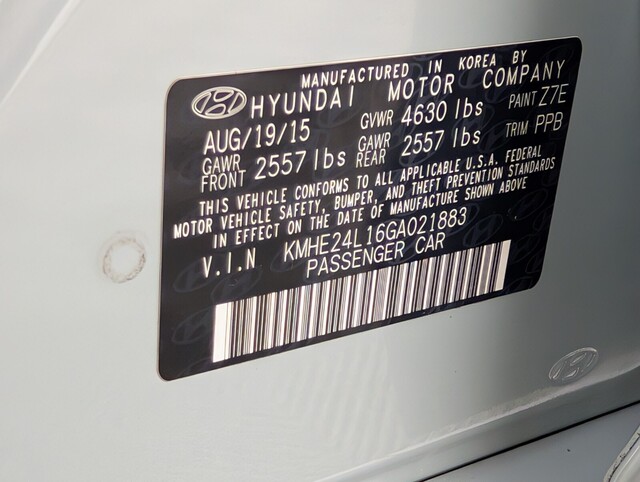 MANUFACTURED IN KOREA BY
HYUNDAI MOTOR COMPANY
AUG/19/15 GVWR 4630 lbs PAINT Z7E
GAWR FRONT 2557 lbs GAWR REAR 2557 lbs TRIM PPB
THIS VEHICLE CONFORMS TO ALL APPLICABLE U.S.A. FEDERAL
MOTOR VEHICLE SAFETY, BUMPER, AND THEFT PREVENTION STANDARDS
IN EFFECT ON THE DATE OF MANUFACTURE SHOWN ABOVE
V.I.N KMHE24L16GA021883
PASSENGER CAR